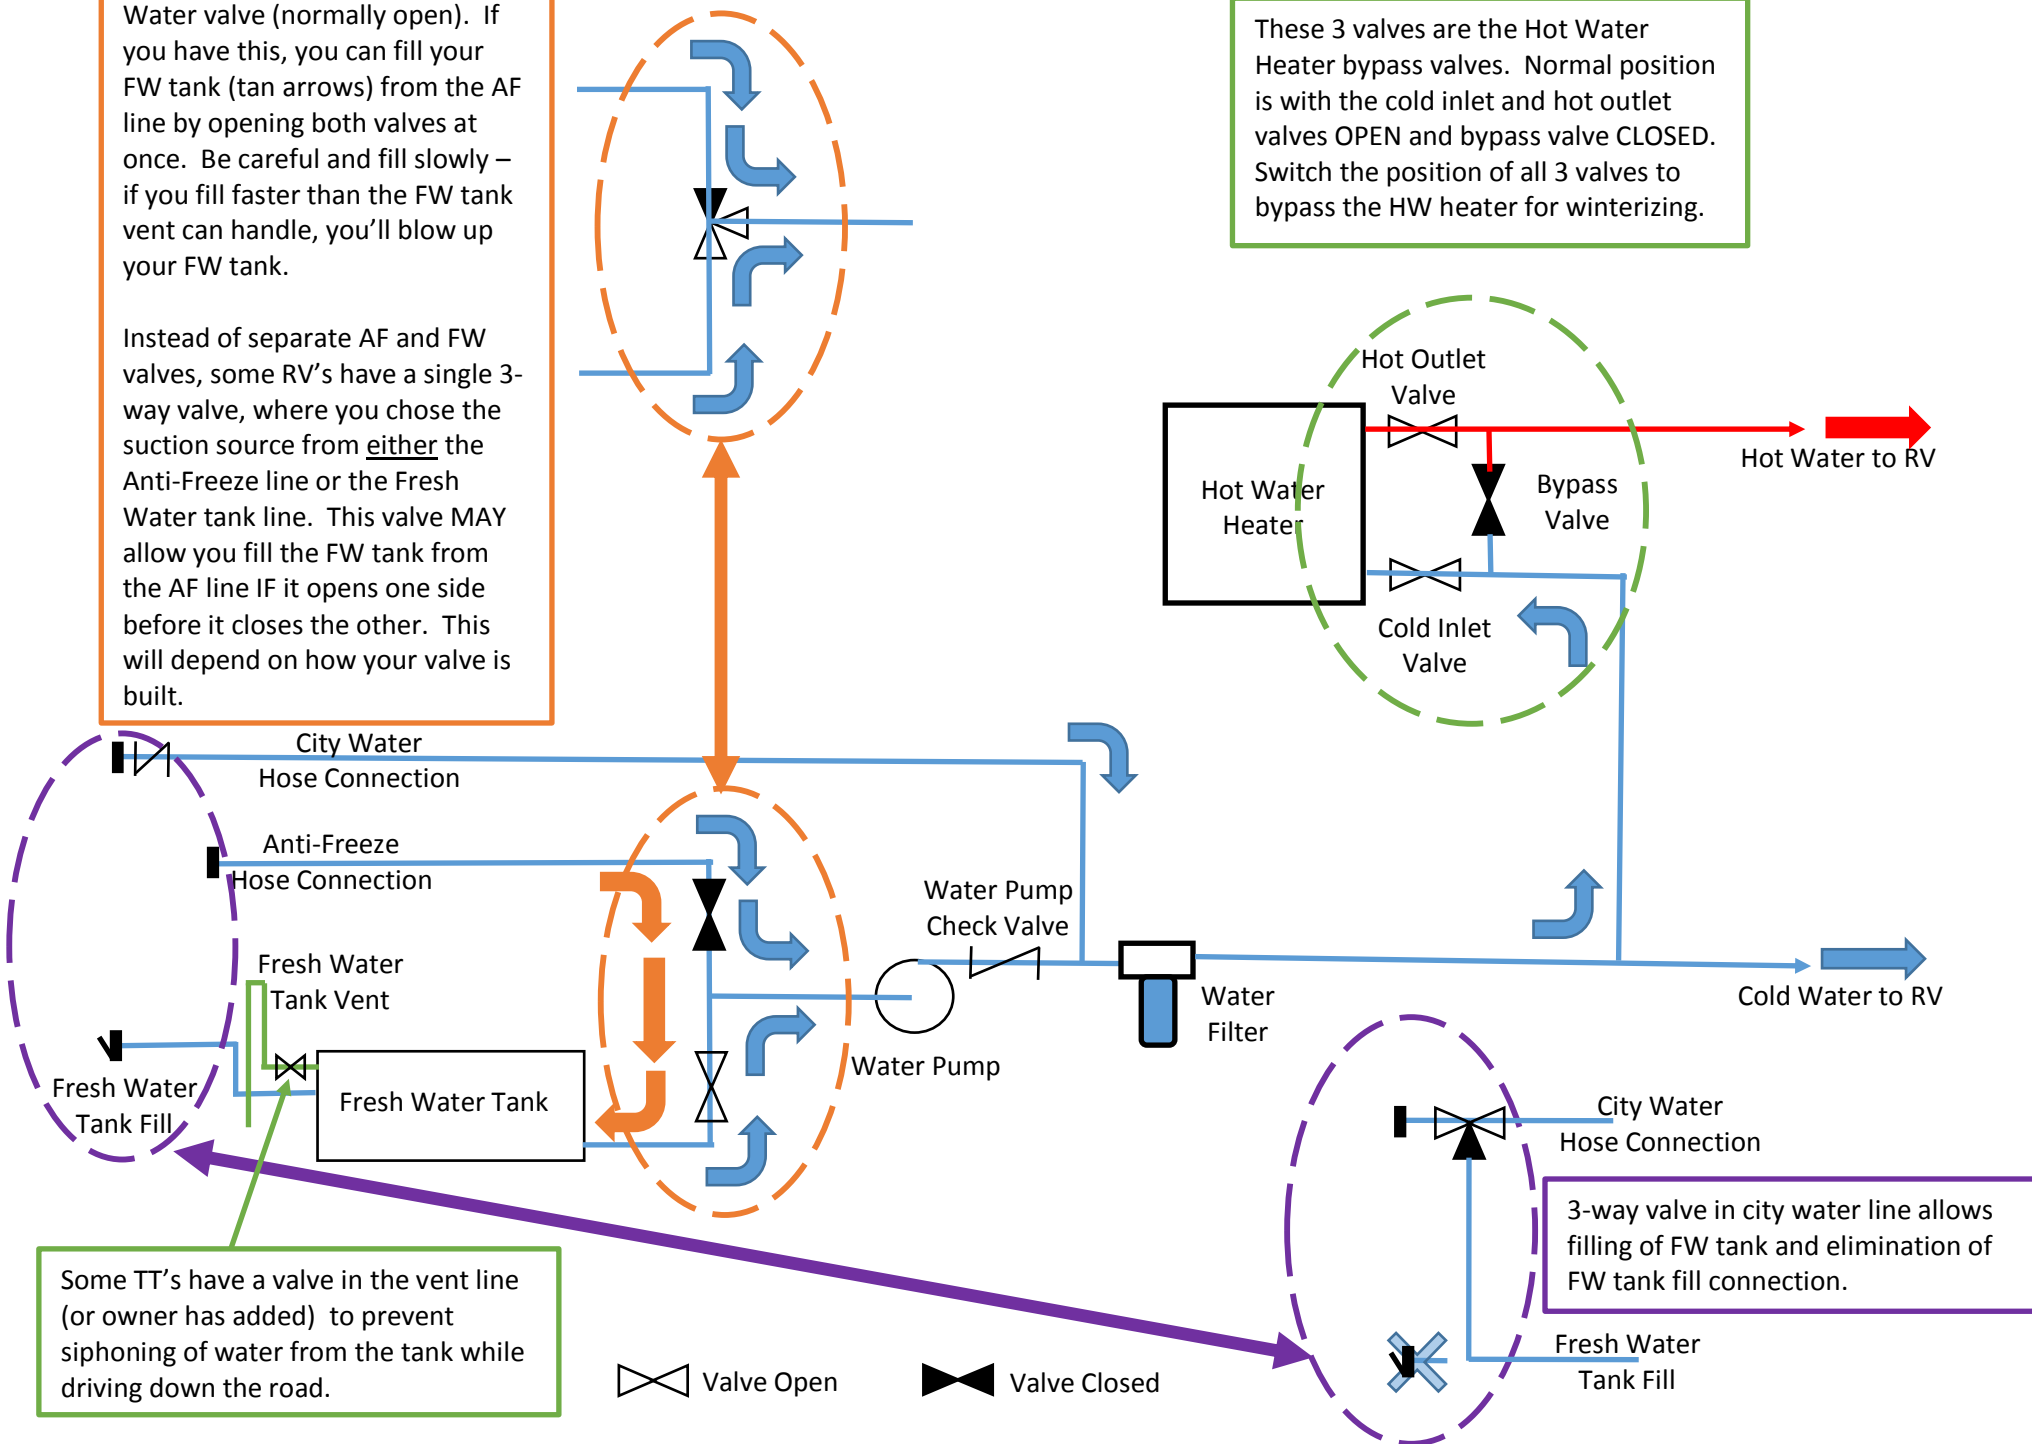 Water valve (normally open).  If
you have this, you can fill your
FW tank (tan arrows) from the AF
line by opening both valves at
once.  Be careful and fill slowly –
if you fill faster than the FW tank
vent can handle, you’ll blow up
your FW tank.
Instead of separate AF and FW
valves, some RV’s have a single 3-
way valve, where you chose the
suction source from either the
Anti-Freeze line or the Fresh
Water tank line.  This valve MAY
allow you fill the FW tank from
the AF line IF it opens one side
before it closes the other.  This
will depend on how your valve is
built.
These 3 valves are the Hot Water
Heater bypass valves.  Normal position
is with the cold inlet and hot outlet
valves OPEN and bypass valve CLOSED.
Switch the position of all 3 valves to
bypass the HW heater for winterizing.
Hot Outlet
Valve
Hot Water
Heater
Bypass
Valve
Hot Water to RV
Cold Inlet
Valve
City Water
Hose Connection
Anti-Freeze
Hose Connection
Fresh Water
Tank Vent
Fresh Water
Tank Fill
Fresh Water Tank
Water Pump
Check Valve
Water Pump
Water
Filter
Cold Water to RV
City Water
Hose Connection
3-way valve in city water line allows
filling of FW tank and elimination of
FW tank fill connection.
Fresh Water
Tank Fill
Some TT’s have a valve in the vent line
(or owner has added)  to prevent
siphoning of water from the tank while
driving down the road.
Valve Open
Valve Closed